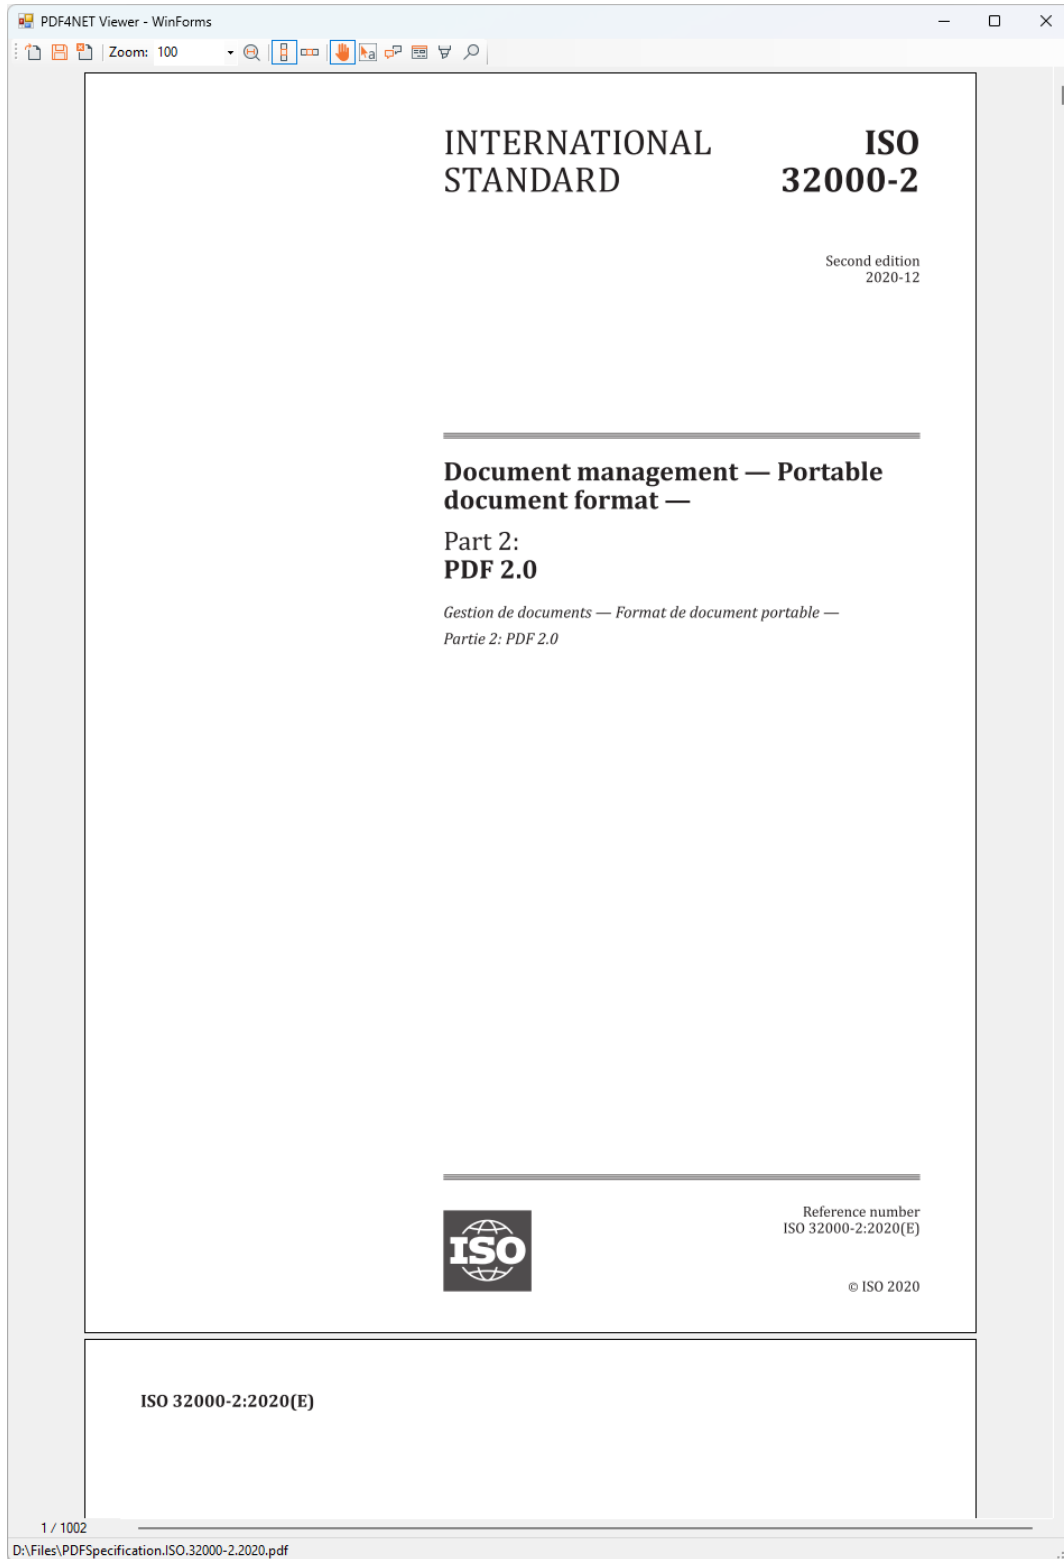 PDF4NET Viewer - WinForms
Zoom: 100
INTERNATIONAL
STANDARD
ISO
32000-2
Second edition
2020-12
Document management — Portable
document format —
Part 2:
PDF 2.0
Gestion de documents — Format de document portable —
Partie 2: PDF 2.0
ISO
Reference number
ISO 32000-2:2020(E)
© ISO 2020
ISO 32000-2:2020(E)
1 / 1002
D:\Files\PDFSpecification.ISO.32000-2.2020.pdf